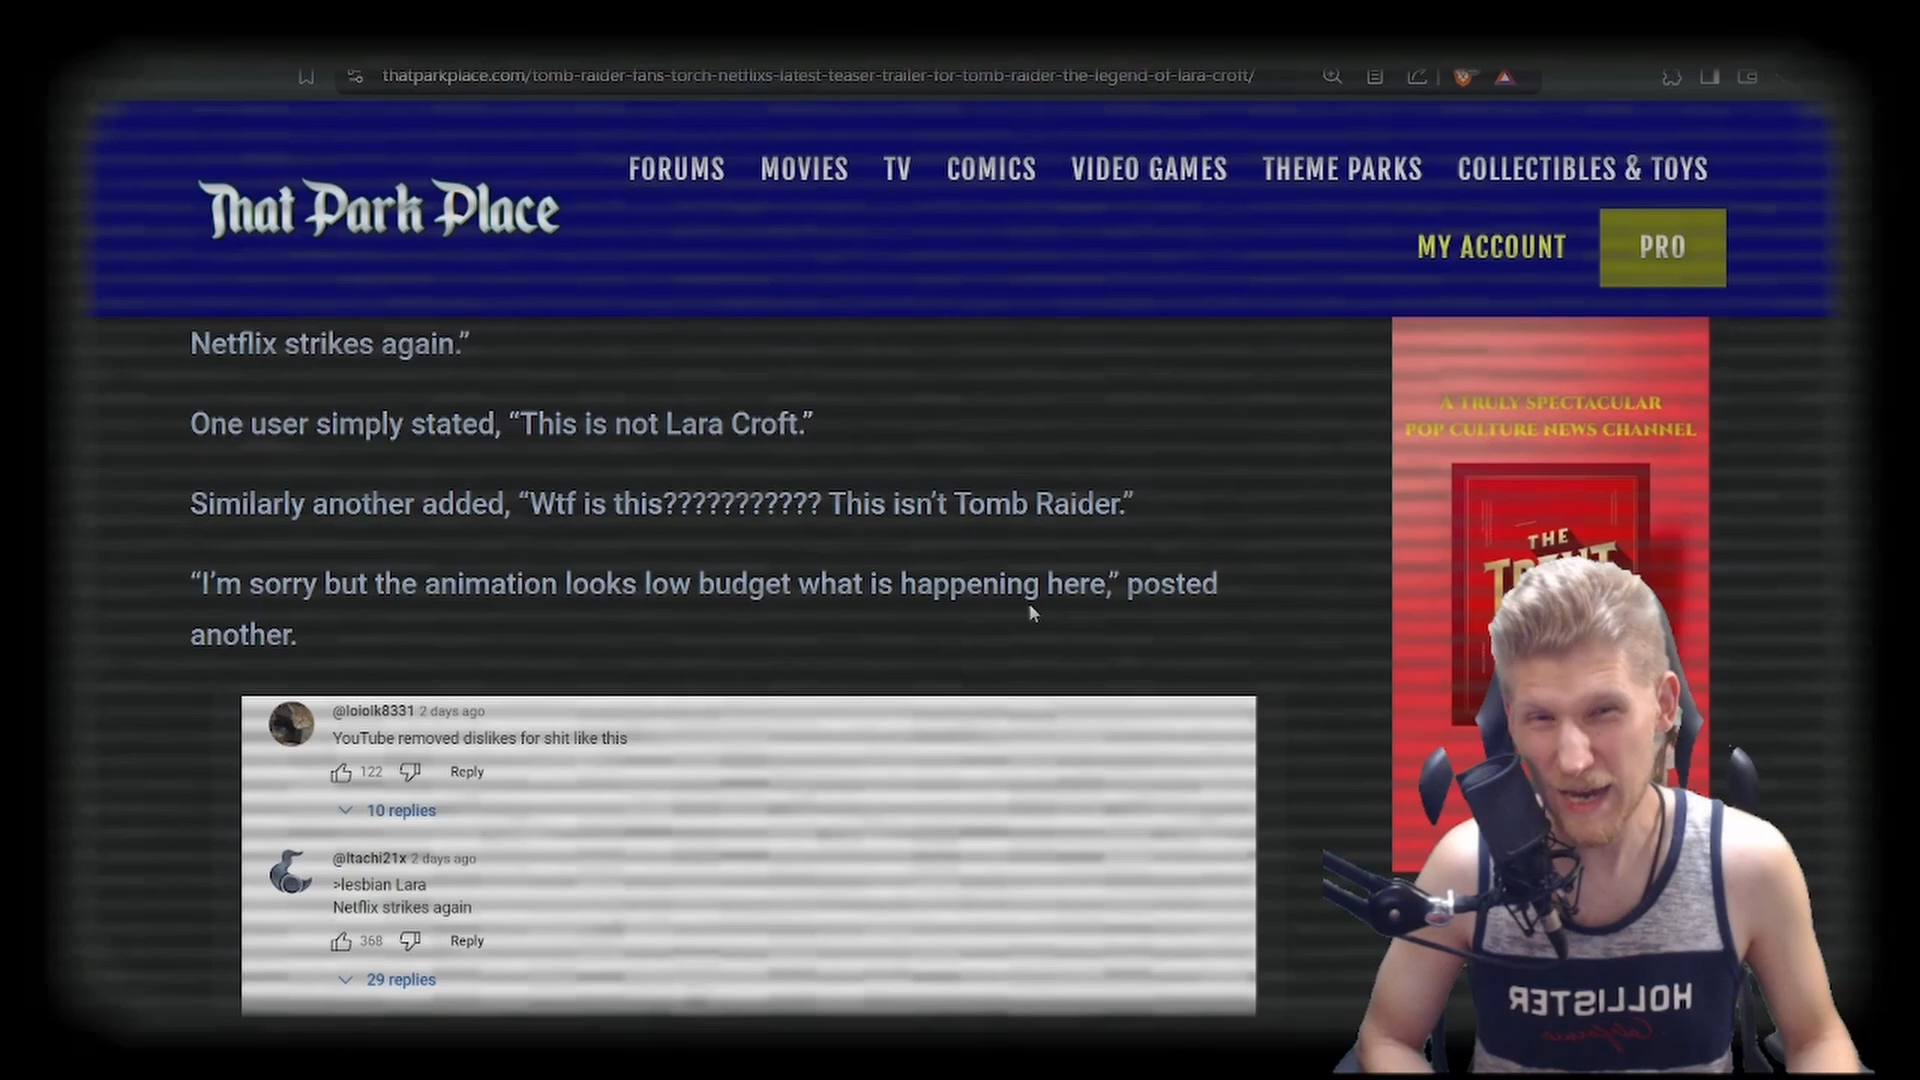 thatparkplace.com/tomb-raider-fans-torch-netflixs-latest-teaser-trailer-for-tomb-raider-the-legend-of-lara-croft/
FORUMS MOVIES TV COMICS VIDEO GAMES THEME PARKS COLLECTIBLES & TOYS
That Park Place
MY ACCOUNT PRO
Netflix strikes again.”
One user simply stated, “This is not Lara Croft.”
Similarly another added, “Wtf is this??????????? This isn’t Tomb Raider.”
“I’m sorry but the animation looks low budget what is happening here,” posted
another.
A TRULY SPECTACULAR
POP CULTURE NEWS CHANNEL
THE
@loiolk8331 2 days ago
YouTube removed dislikes for shit like this
122 Reply
10 replies
@Itachi21x 2 days ago
>lesbian Lara
Netflix strikes again
368 Reply
29 replies
HOLLISTER
California